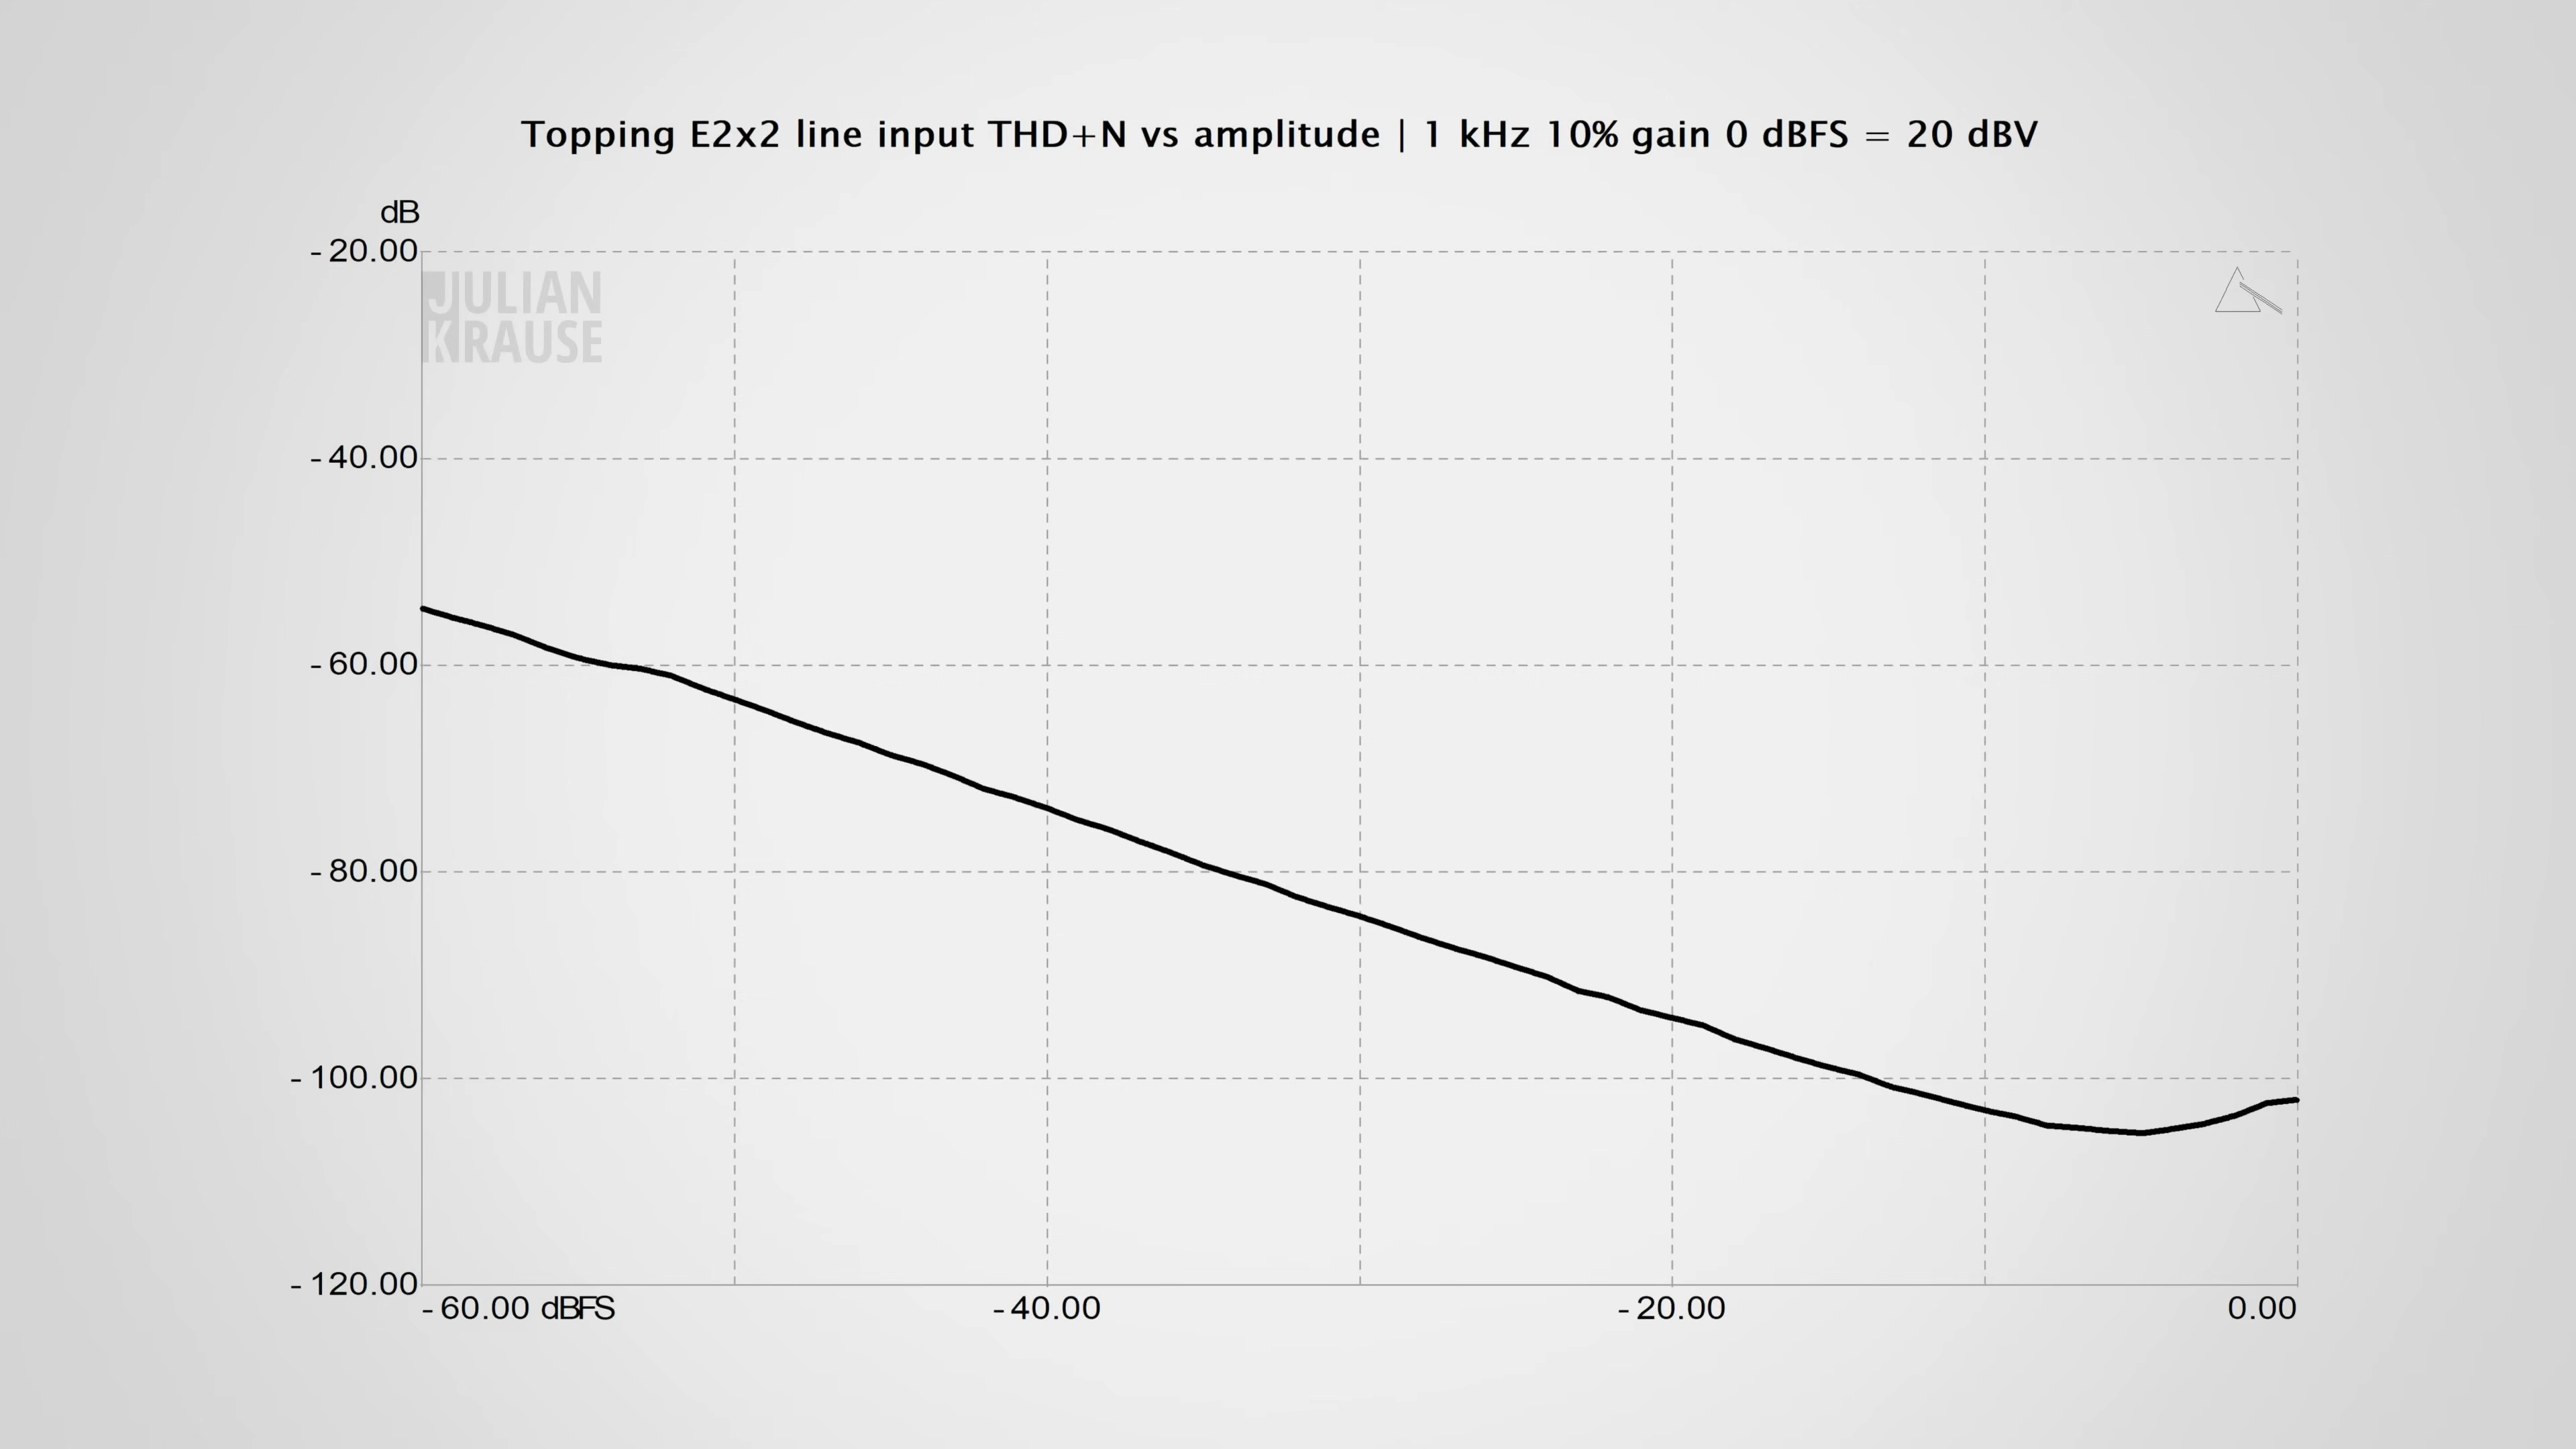 Topping E2x2 line input THD+N vs amplitude | 1 kHz 10% gain 0 dBFS = 20 dBV
dB
-20.00
JULIAN
KRAUSE
-40.00
-60.00
-80.00
-100.00
-120.00
-60.00 dBFS
-40.00
-20.00
0.00